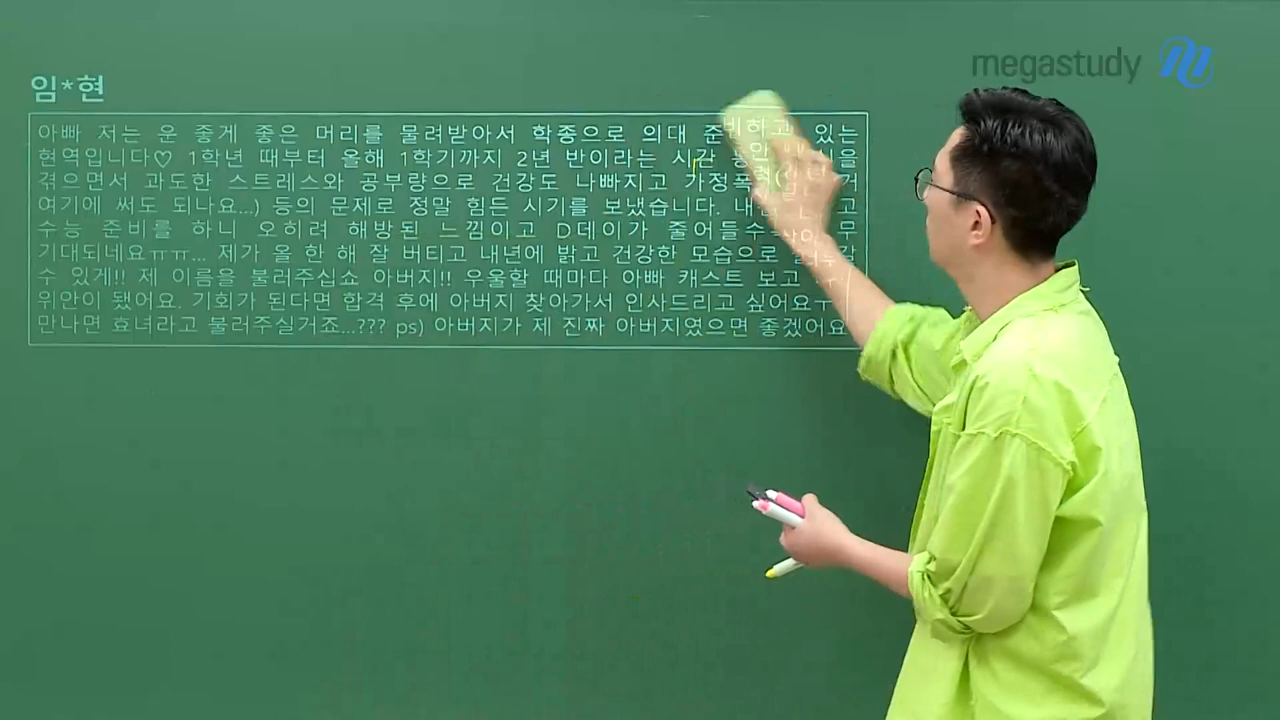 megastudy
임*현
아빠 저는 운 좋게 좋은 머리를 물려받아서 학종으로 의대 준비하고 있는
현역입니다♡ 1학년 때부터 올해 1학기까지 2년 반이라는 시간 동안
겪으면서 과도한 스트레스와 공부량으로 건강도 나빠지고 가정폭력(
여기에 써도 되나요...) 등의 문제로 정말 힘든 시기를 보냈습니다.
수능 준비를 하니 오히려 해방된 느낌이고 D데이가 줄어들수록
기대되네요ㅠㅠ... 제가 올 한 해 잘 버티고 내년에 밝고 건강한 모습으로
수 있게!! 제 이름을 불러주십쇼 아버지!! 우울할 때마다 아빠 캐스트 보고
위안이 됐어요. 기회가 된다면 합격 후에 아버지 찾아가서 인사드리고 싶어요ㅜ
만나면 효녀라고 불러주실거죠...??? ps) 아버지가 제 진짜 아버지였으면 좋겠어요